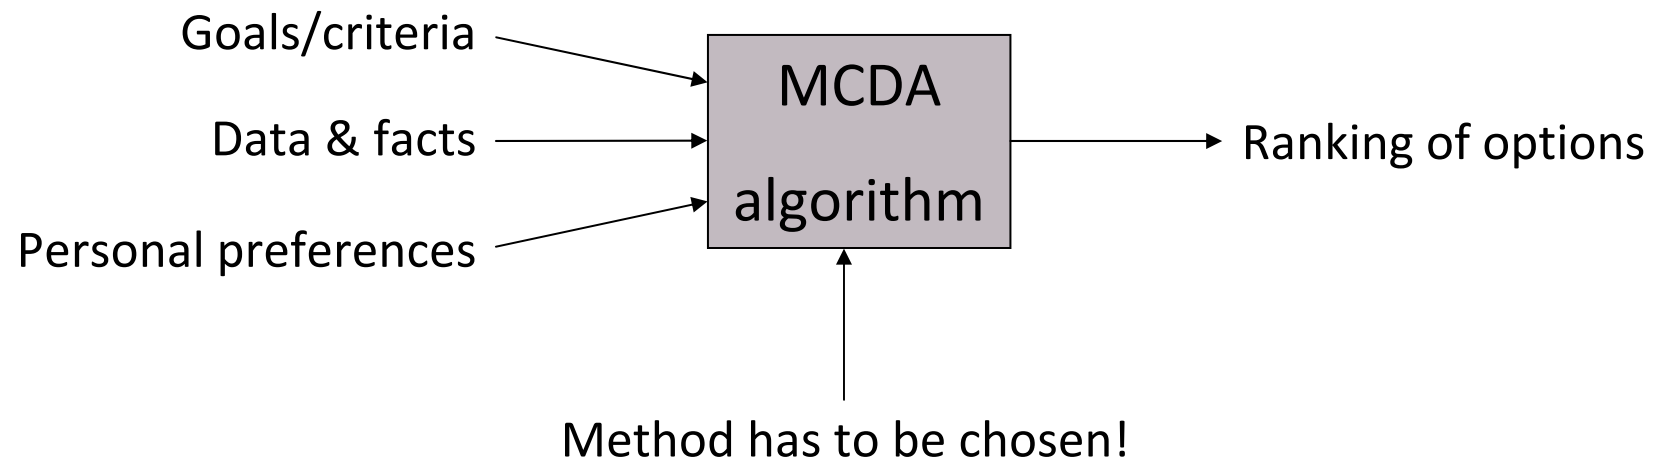 Goals/criteria
Data & facts
Personal preferences
MCDA
algorithm
Ranking of options
Method has to be chosen!